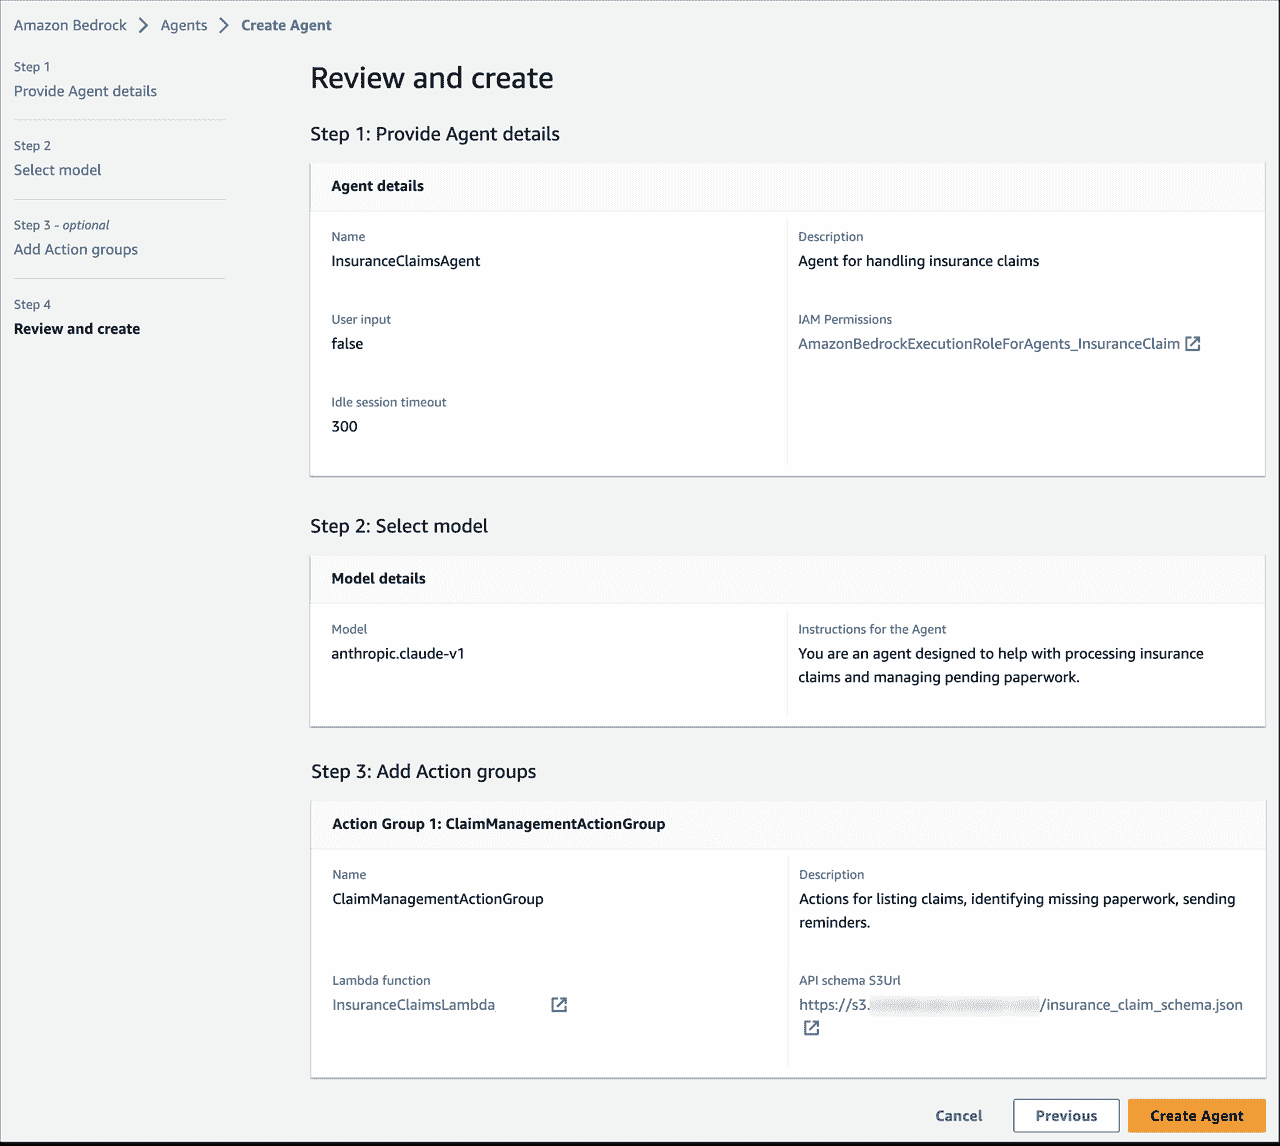 Amazon Bedrock > Agents > Create Agent
Step 1
Provide Agent details
Step 2
Select model
Step 3 - optional
Add Action groups
Step 4
Review and create
Review and create
Step 1: Provide Agent details
Agent details
Name
InsuranceClaimsAgent
Description
Agent for handling insurance claims
User input
false
IAM Permissions
AmazonBedrockExecutionRoleForAgents_InsuranceClaim
Idle session timeout
300
Step 2: Select model
Model details
Model
anthropic.claude-v1
Instructions for the Agent
You are an agent designed to help with processing insurance
claims and managing pending paperwork.
Step 3: Add Action groups
Action Group 1: ClaimManagementActionGroup
Name
ClaimManagementActionGroup
Description
Actions for listing claims, identifying missing paperwork, sending
reminders.
Lambda function
InsuranceClaimsLambda
API schema S3Url
https://s3. /insurance_claim_schema.json
Cancel
Previous
Create Agent